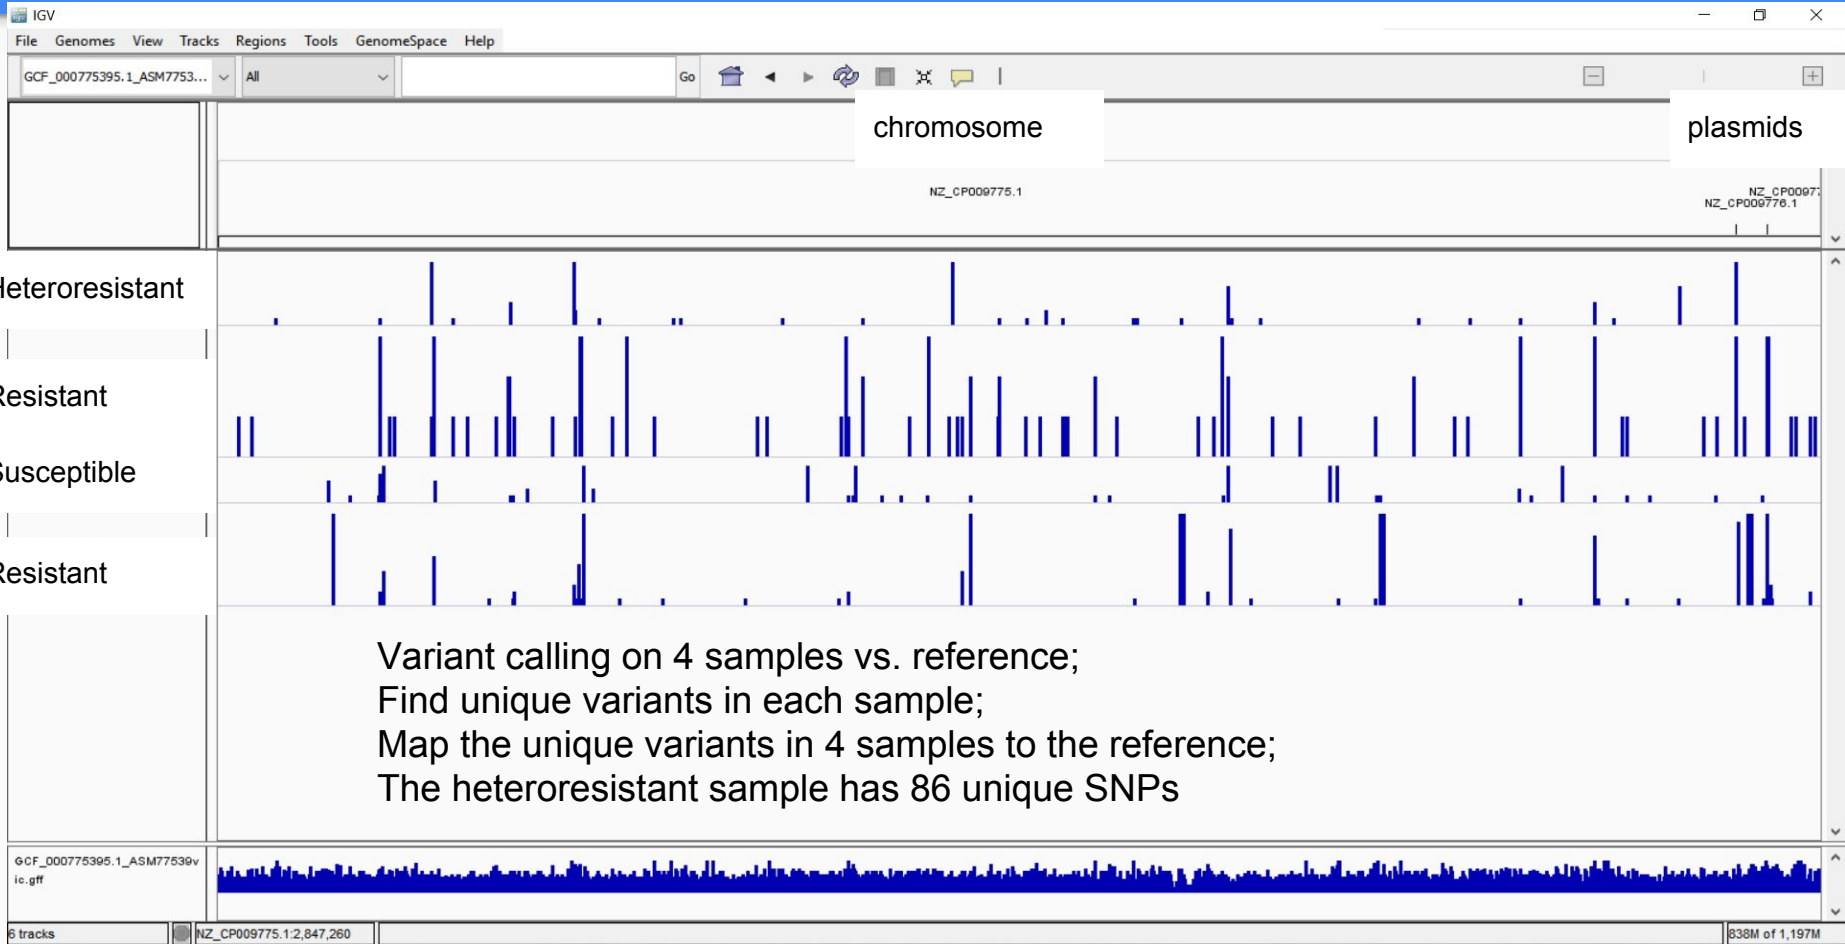 IGV
File Genomes View Tracks Regions Tools GenomeSpace Help
GCF_000775395.1_ASM7753... All Go
chromosome plasmids
NZ_CP009775.1 NZ_CP00977
NZ_CP009776.1
Heteroresistant
Resistant
Susceptible
Resistant
Variant calling on 4 samples vs. reference;
Find unique variants in each sample;
Map the unique variants in 4 samples to the reference;
The heteroresistant sample has 86 unique SNPs
GCF_000775395.1_ASM77539v
ic.gff
6 tracks NZ_CP009775.1:2,847,260 838M of 1,197M